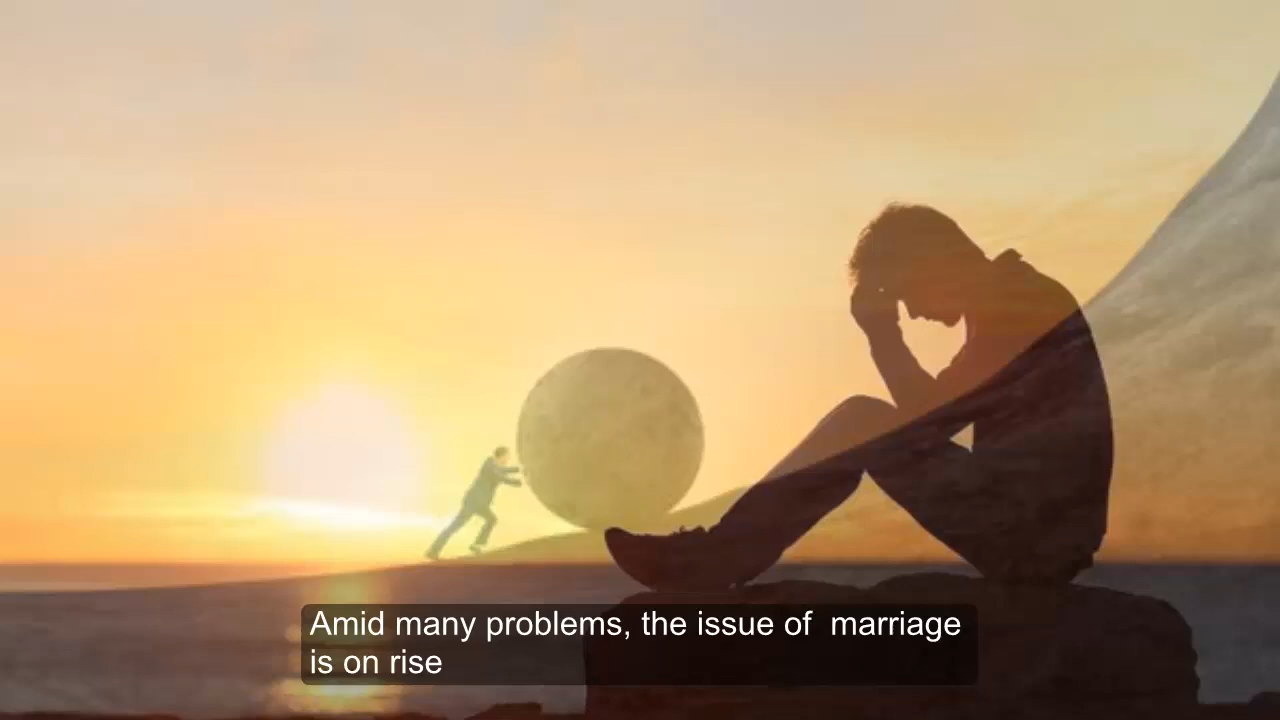 Amid many problems, the issue of  marriage
is on rise